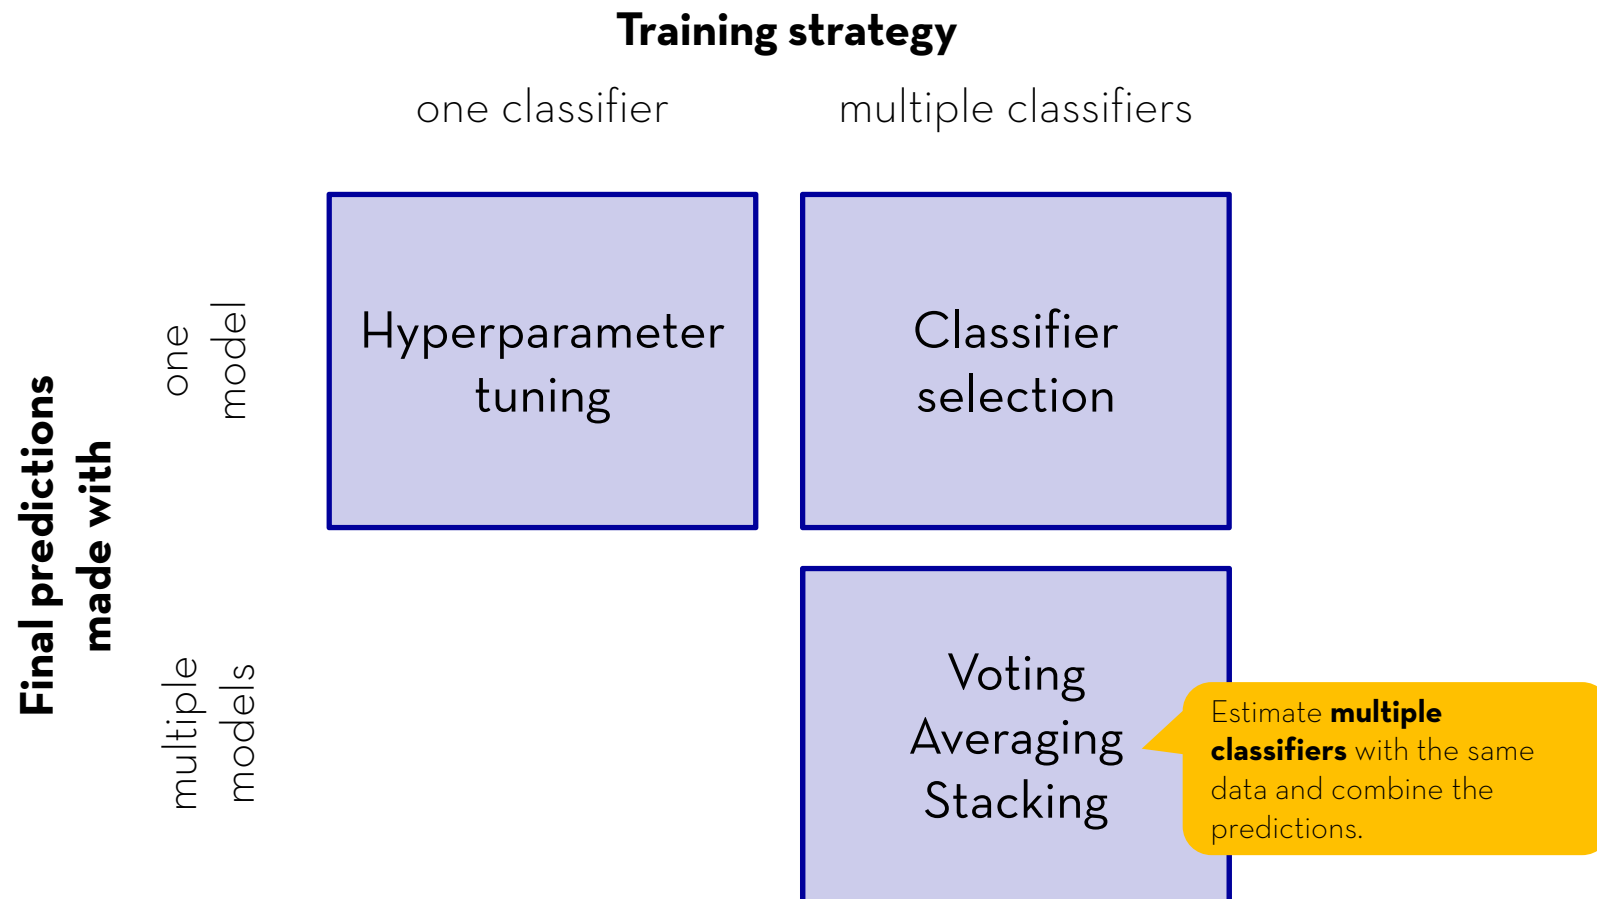 Training strategy
one classifier
multiple classifiers
Final predictions
made with
one
model
Hyperparameter
tuning
Classifier
selection
multiple
models
Voting
Averaging
Stacking
Estimate multiple
classifiers with the same
data and combine the
predictions.